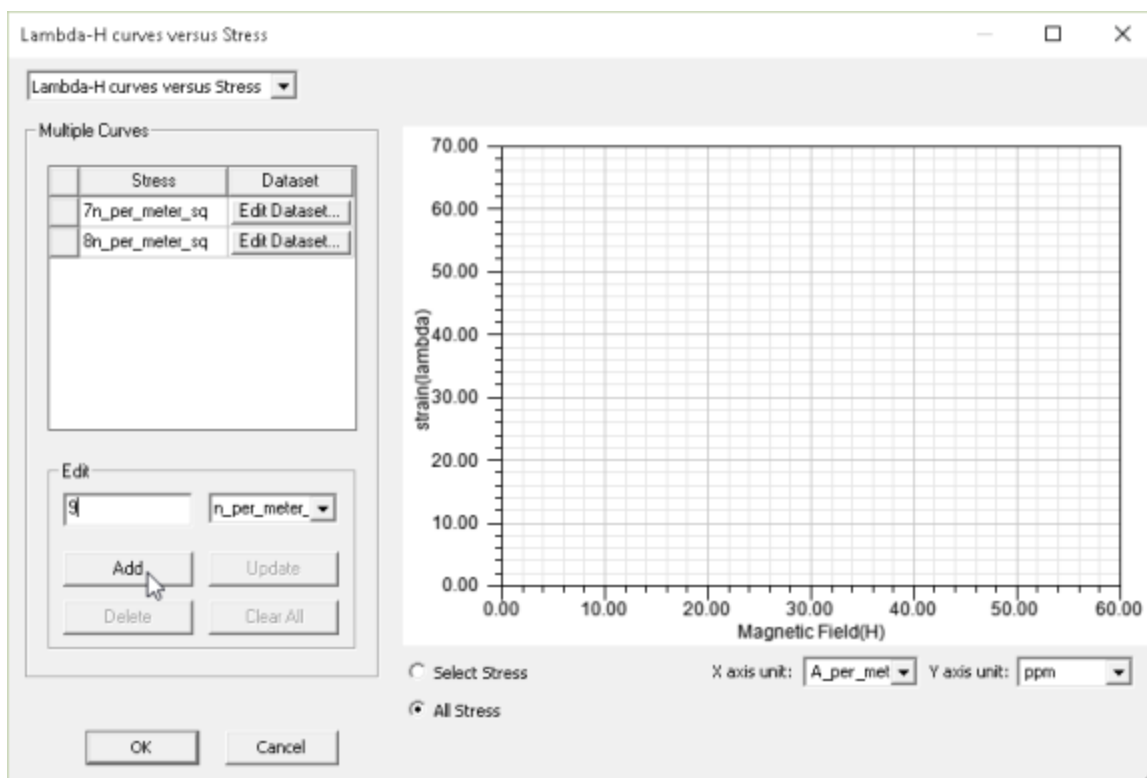 Lambda-H curves versus Stress
Lambda-H curves versus Stress
Multiple Curves
Stress Dataset
7n_per_meter_sq Edit Dataset...
8n_per_meter_sq Edit Dataset...
Edit
9 n_per_meter_
Add Update
Delete Clear All
OK Cancel
70.00
60.00
50.00
40.00
30.00
20.00
10.00
0.00
strain(lambda)
0.00 10.00 20.00 30.00 40.00 50.00 60.00
Magnetic Field(H)
Select Stress X axis unit: A_per_met Y axis unit: ppm
All Stress